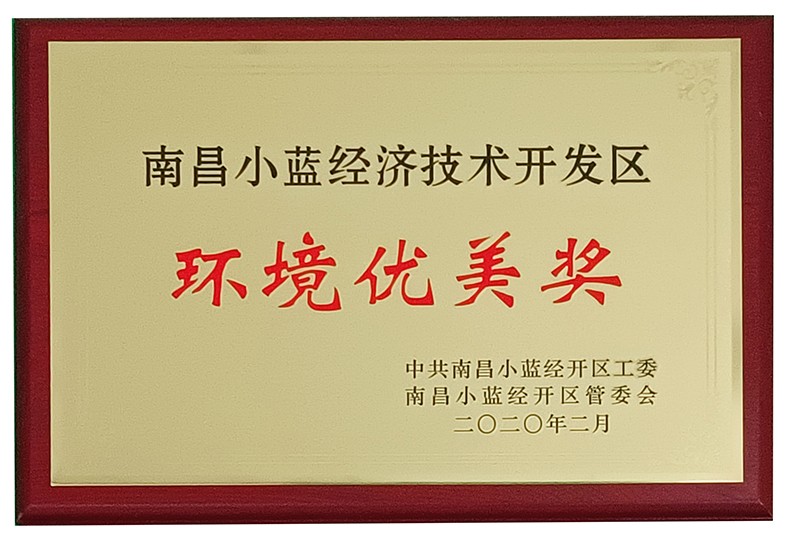 南昌小蓝经济技术开发区
环境优美奖
中共南昌小蓝经开区工委
南昌小蓝经开区管委会
二〇二〇年二月